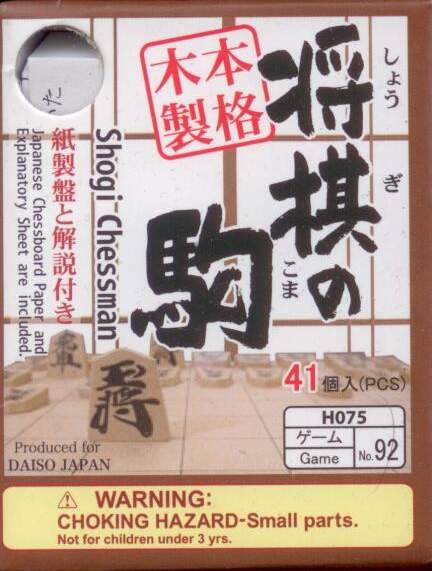 本格
木製
将棋の
しょうぎ
駒
こま
Shogi Chessman
紙製盤と解説付き
Japanese Chessboard Paper and
Explanatory Sheet are included.
41個入(PCS)
H075
ゲーム
Game
No.92
玉将
Produced for
DAISO JAPAN
⚠ WARNING:
CHOKING HAZARD-Small parts.
Not for children under 3 yrs.